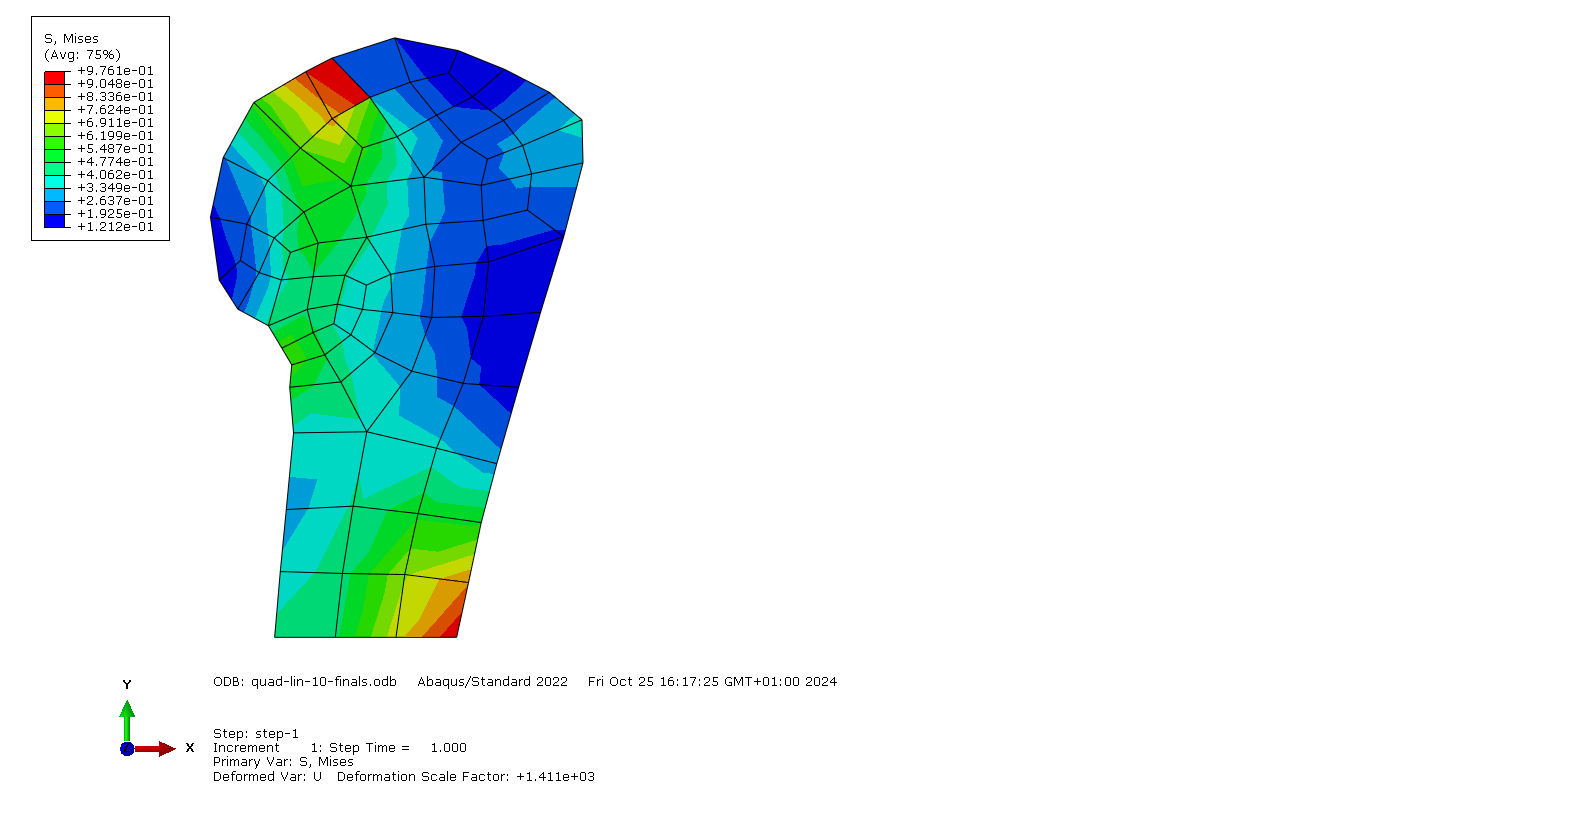 S, Mises
(Avg: 75%)
+9.761e-01
+9.048e-01
+8.336e-01
+7.624e-01
+6.911e-01
+6.199e-01
+5.487e-01
+4.774e-01
+4.062e-01
+3.349e-01
+2.637e-01
+1.925e-01
+1.212e-01
Y
X
ODB: quad-lin-10-finals.odb Abaqus/Standard 2022 Fri Oct 25 16:17:25 GMT+01:00 2024
Step: step-1
Increment 1: Step Time = 1.000
Primary Var: S, Mises
Deformed Var: U Deformation Scale Factor: +1.411e+03